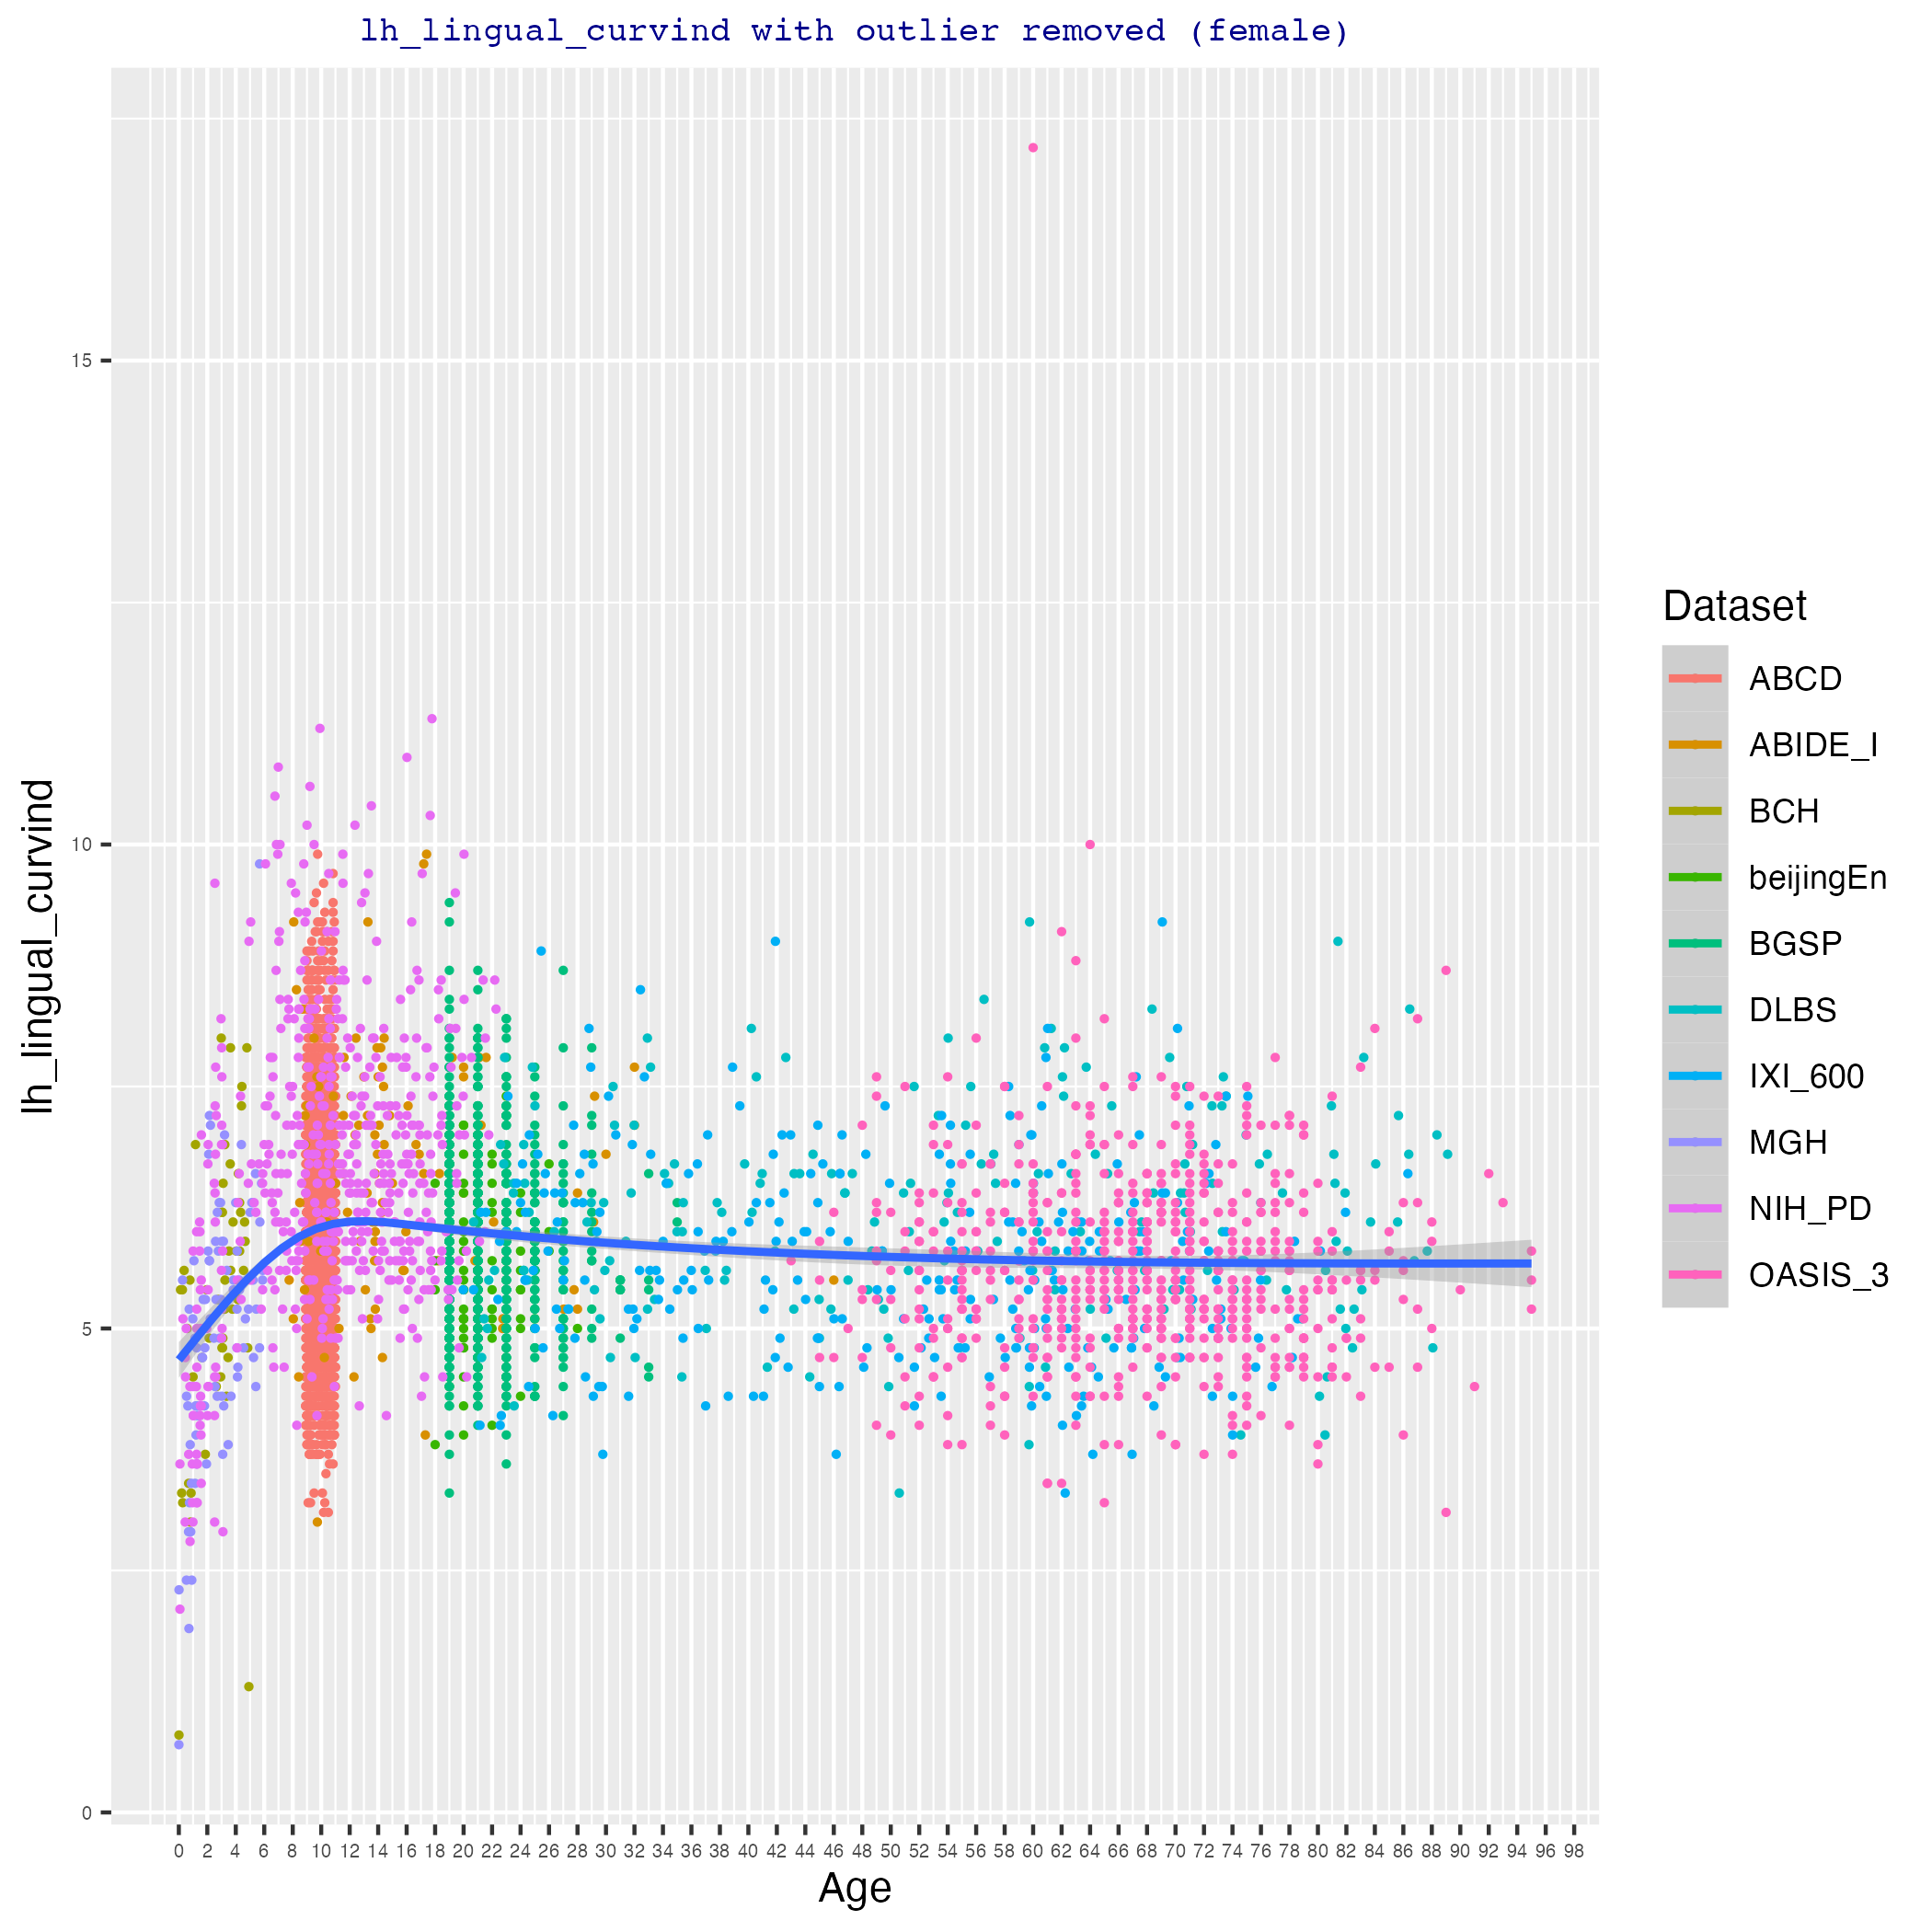 lh_lingual_curvind with outlier removed (female)
lh_lingual_curvind
15
10
5
0
0 2 4 6 8 10 12 14 16 18 20 22 24 26 28 30 32 34 36 38 40 42 44 46 48 50 52 54 56 58 60 62 64 66 68 70 72 74 76 78 80 82 84 86 88 90 92 94 96 98
Age
Dataset
ABCD
ABIDE_I
BCH
beijingEn
BGSP
DLBS
IXI_600
MGH
NIH_PD
OASIS_3